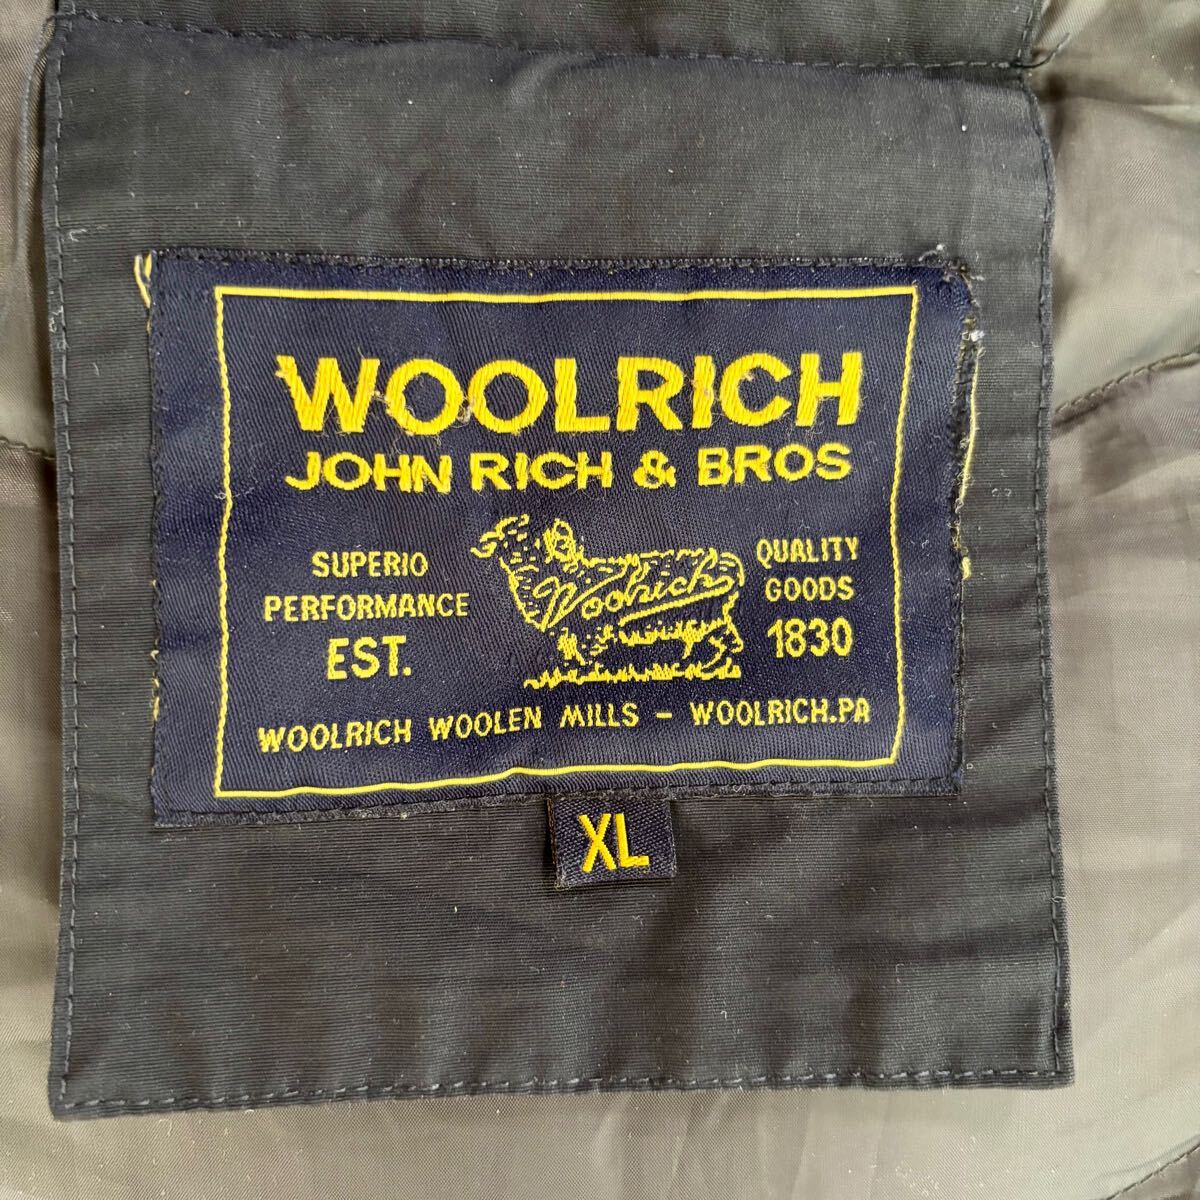 WOOLRICH
JOHN RICH & BROS
SUPERIO
PERFORMANCE
EST.
Woolrich
QUALITY
GOODS
1830
WOOLRICH WOOLEN MILLS - WOOLRICH.PA
XL